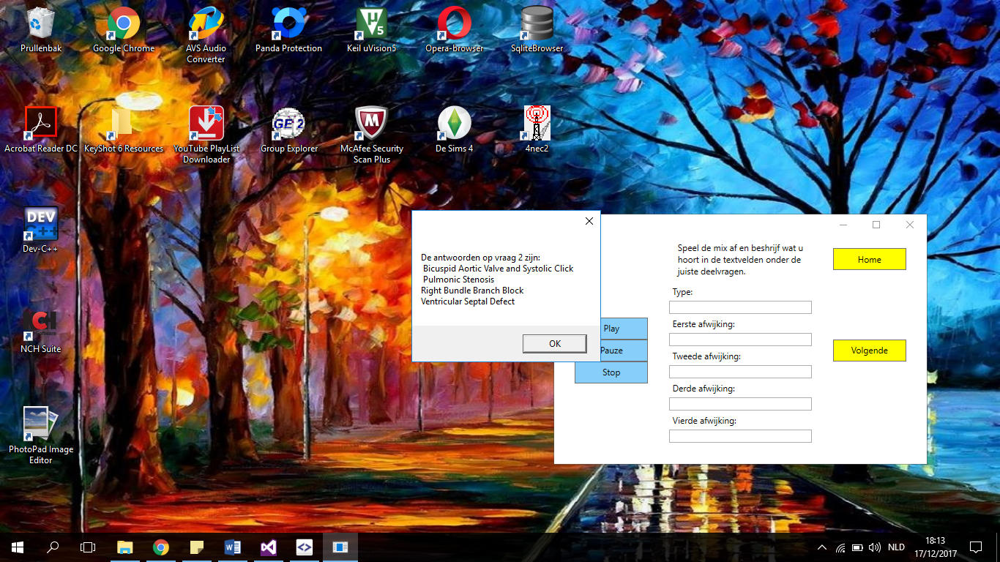 Prullenbak
Google Chrome
AVS Audio
Converter
Panda Protection
Keil uVision5
Opera-browser
SqliteBrowser
Acrobat Reader DC
KeyShot 6 Resources
YouTube PlayList
Downloader
GE 2
Group Explorer
McAfee Security
Scan Plus
De Sims 4
4nec2
DEV
C++
Dev-C++
NCH
Software
NCH Suite
PhotoPad Image
Editor
De antwoorden op vraag 2 zijn:
Bicuspid Aortic Valve and Systolic Click
Pulmonic Stenosis
Right Bundle Branch Block
Ventricular Septal Defect
OK
Speel de mix af en beshrijf wat u
hoort in de textvelden onder de
juiste deelvragen.
Home
Type:
Eerste afwijking:
Tweede afwijking:
Derde afwijking:
Vierde afwijking:
Play
Pauze
Stop
Volgende
NLD
18:13
17/12/2017